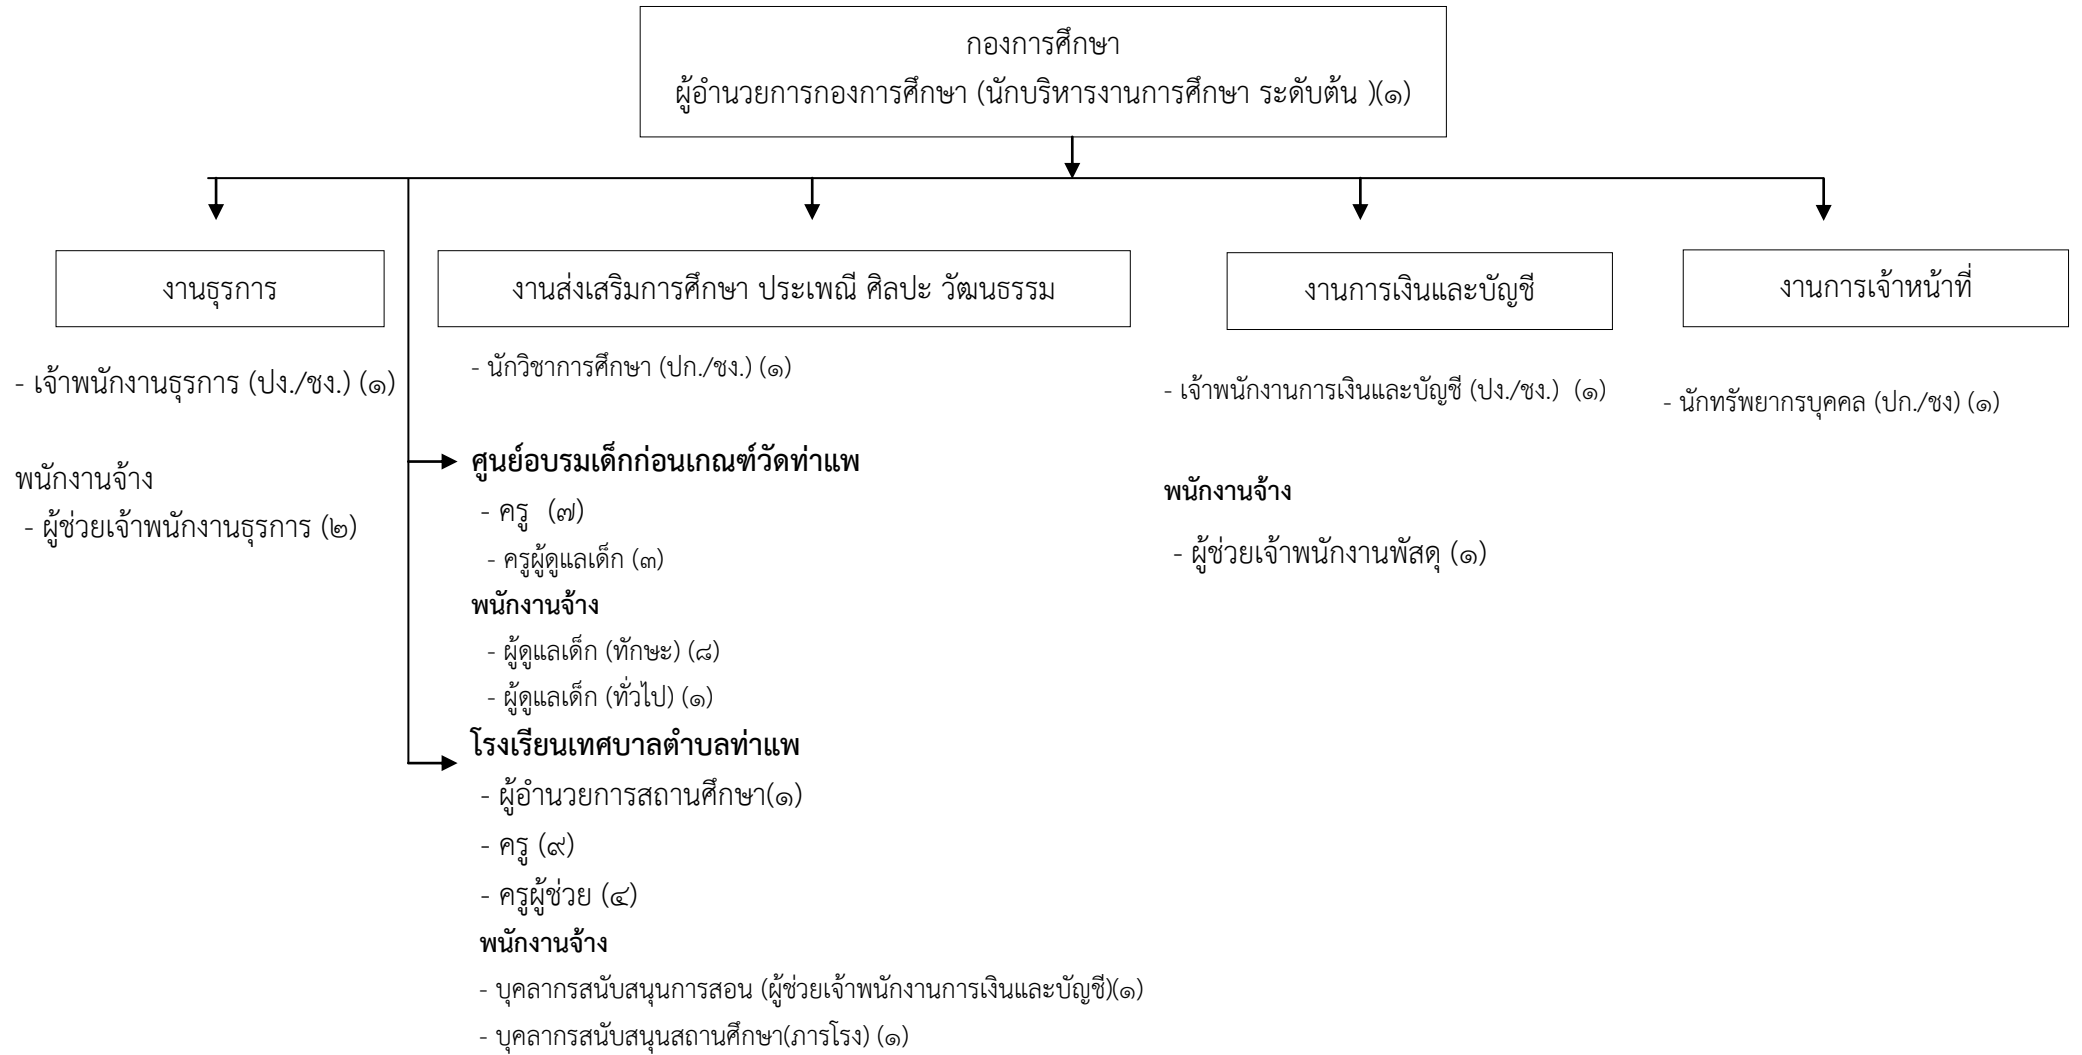 กองการศึกษา
ผู้อำนวยการกองการศึกษา (นักบริหารงานการศึกษา ระดับต้น )(๑)
งานธุรการ
- เจ้าพนักงานธุรการ (ปง./ชง.) (๑)
พนักงานจ้าง
- ผู้ช่วยเจ้าพนักงานธุรการ (๒)
งานส่งเสริมการศึกษา ประเพณี ศิลปะ วัฒนธรรม
- นักวิชาการศึกษา (ปก./ชง.) (๑)
ศูนย์อบรมเด็กก่อนเกณฑ์วัดท่าแพ
- ครู (๗)
- ครูผู้ดูแลเด็ก (๓)
พนักงานจ้าง
- ผู้ดูแลเด็ก (ทักษะ) (๘)
- ผู้ดูแลเด็ก (ทั่วไป) (๑)
โรงเรียนเทศบาลตำบลท่าแพ
- ผู้อำนวยการสถานศึกษา(๑)
- ครู (๙)
- ครูผู้ช่วย (๔)
พนักงานจ้าง
- บุคลากรสนับสนุนการสอน (ผู้ช่วยเจ้าพนักงานการเงินและบัญชี)(๑)
- บุคลากรสนับสนุนสถานศึกษา(ภารโรง) (๑)
งานการเงินและบัญชี
- เจ้าพนักงานการเงินและบัญชี (ปง./ชง.) (๑)
พนักงานจ้าง
- ผู้ช่วยเจ้าพนักงานพัสดุ (๑)
งานการเจ้าหน้าที่
- นักทรัพยากรบุคคล (ปก./ชง) (๑)